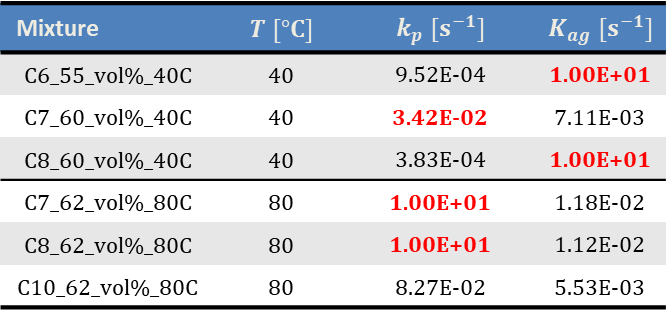 Mixture T [°C] kp [s−1] Kag [s−1]
C6_55_vol%_40C 40 9.52E-04 1.00E+01
C7_60_vol%_40C 40 3.42E-02 7.11E-03
C8_60_vol%_40C 40 3.83E-04 1.00E+01
C7_62_vol%_80C 80 1.00E+01 1.18E-02
C8_62_vol%_80C 80 1.00E+01 1.12E-02
C10_62_vol%_80C 80 8.27E-02 5.53E-03